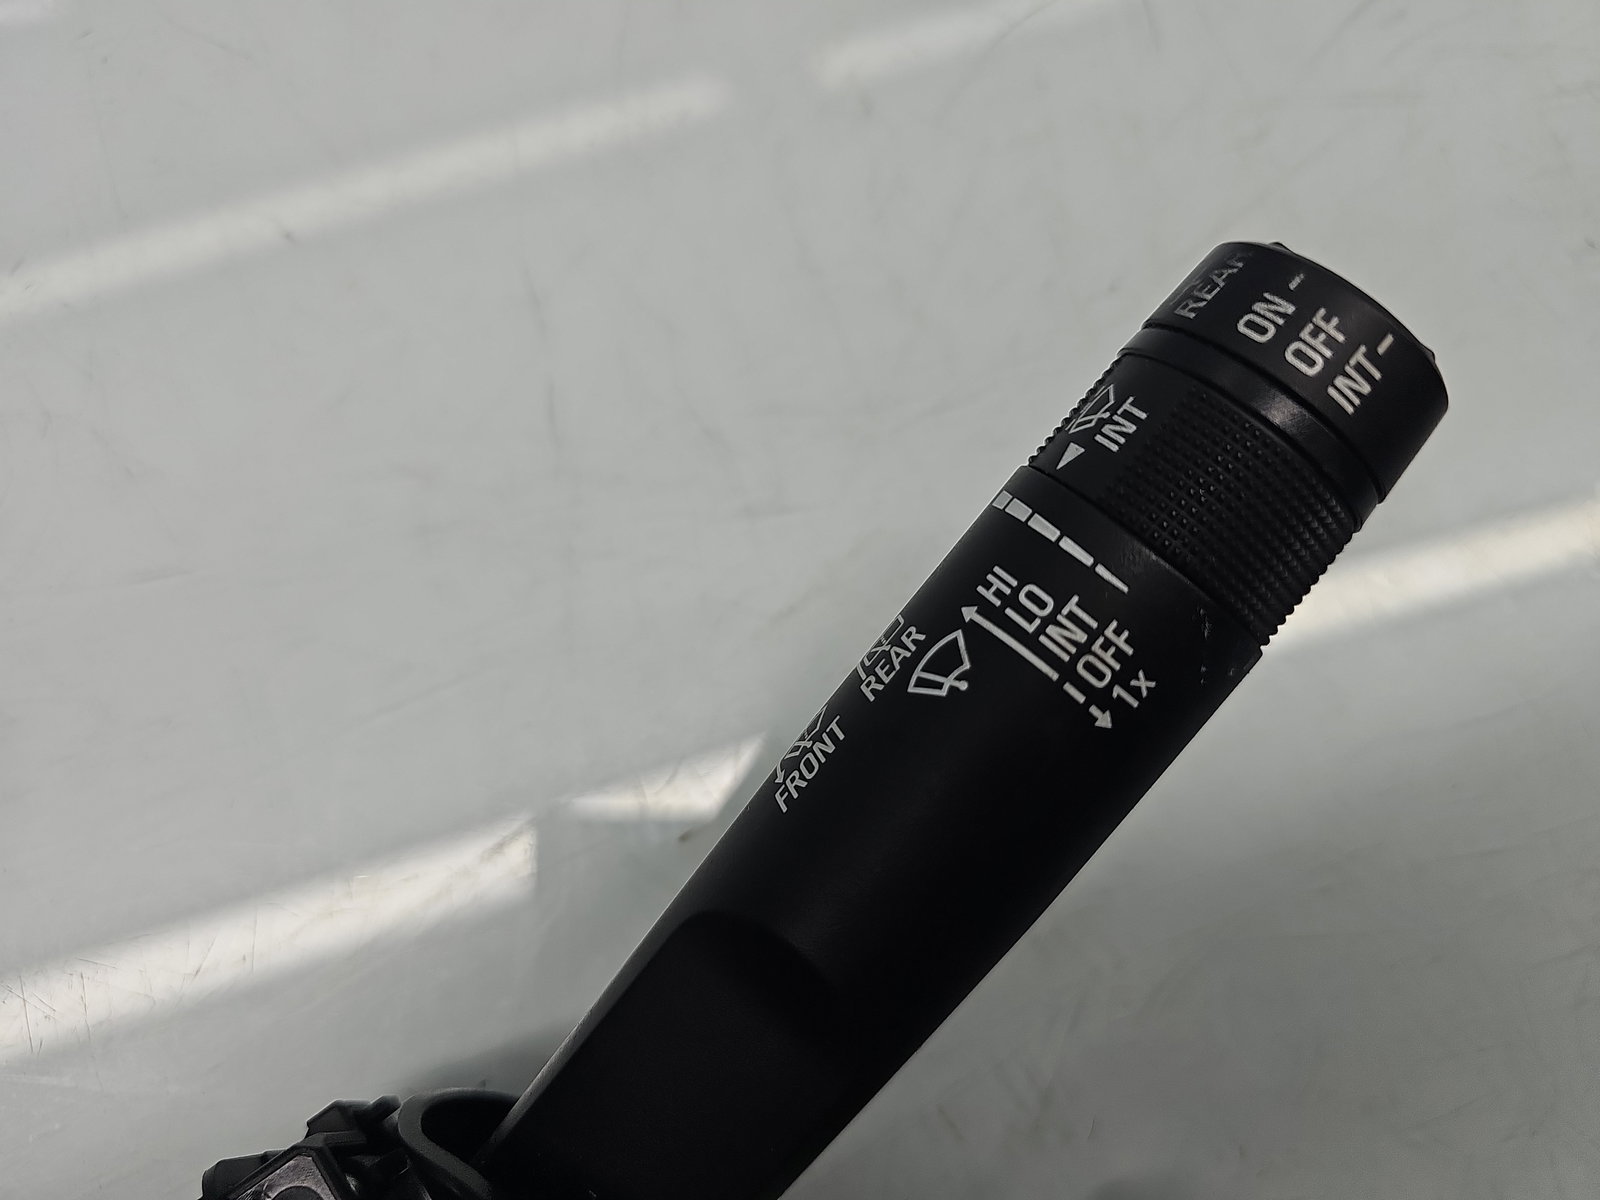 REAR
ON -
OFF
INT -
INT
HI
LO
INT
OFF
1x
REAR
FRONT